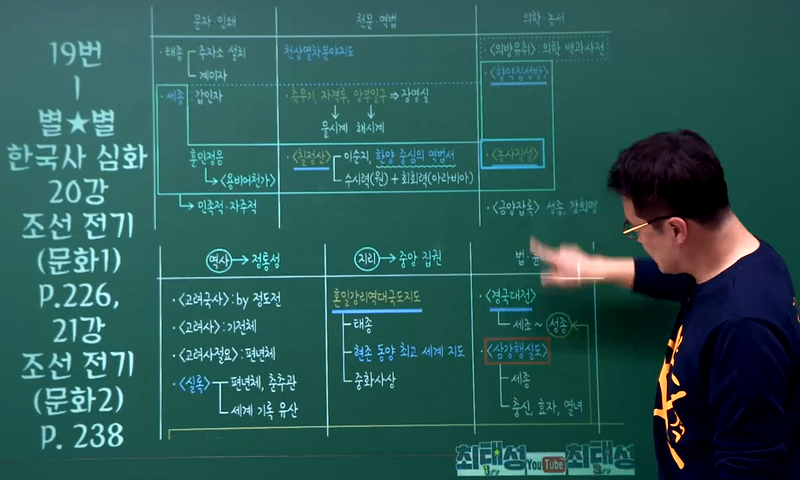 19번
|
별★별
한국사 심화
20강
조선 전기
(문화1)
P.226,
21강
조선 전기
(문화2)
P. 238
문자·인쇄
천문·역법
의학·농서
·태종 주자소 설치
계미자
천상열차분야지도
·<의방유취>: 의학 백과사전
·<향약집성방>
·세종: 갑인자
·측우기, 자격루, 앙부일구 ⇒ 장영실
물시계 해시계
훈민정음
<용비어천가>
·<칠정산> 이순지, 한양 중심의 역법서
수시력(원) + 회회력(아라비아)
·<농사직설>
→ 민족적·자주적
·<금양잡록> 성종, 강희맹
역사 → 정통성
지리 → 중앙 집권
법·
·<고려국사>: by 정도전
·<고려사>: 기전체
·<고려사절요>: 편년체
·<실록> 편년체, 춘추관
세계 기록 유산
혼일강리역대국도지도
태종
현존 동양 최고 세계 지도
중화사상
·<경국대전>
세조 ~ 성종
·<삼강행실도>
세종
충신, 효자, 열녀
최태성 YouTube 최태성